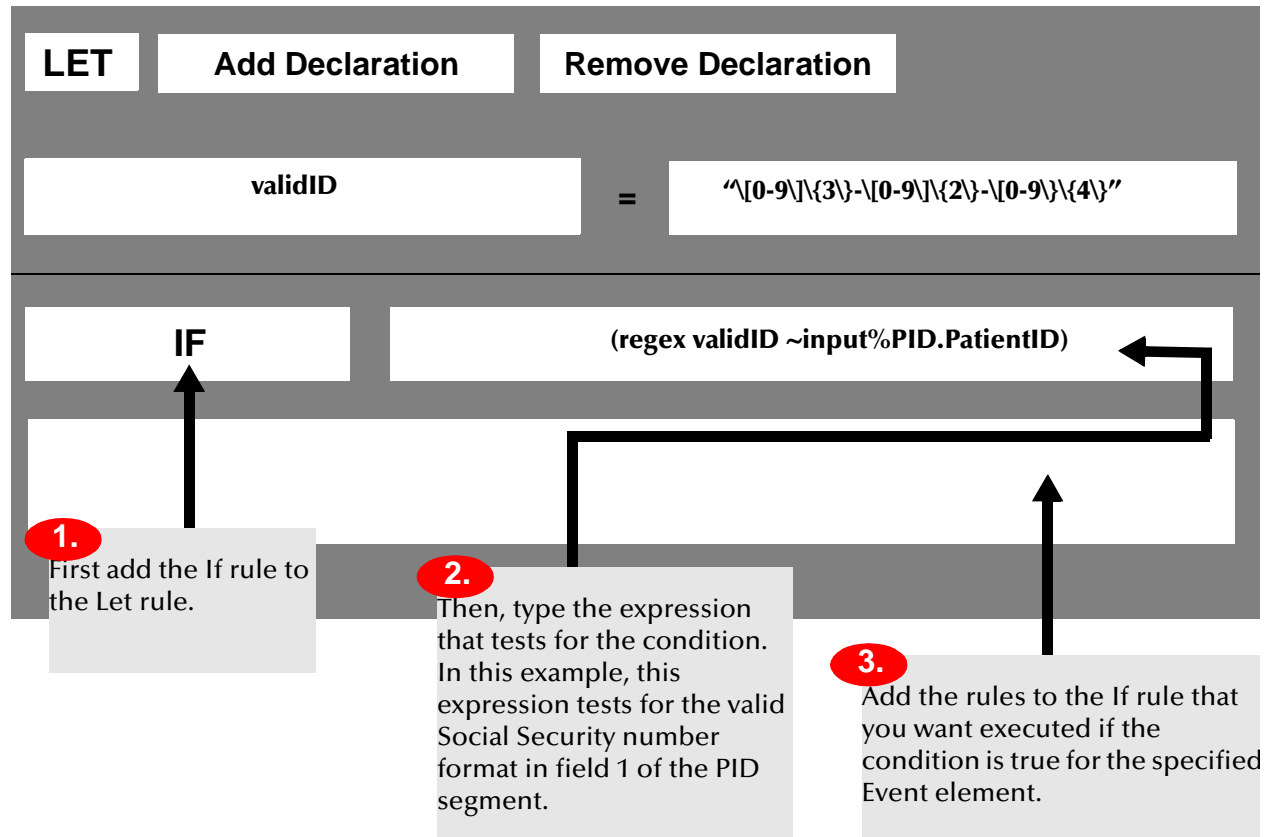 LET Add Declaration Remove Declaration
validID = “\[0-9\]\{3\}-\[0-9\]\{2\}-\[0-9\}\{4\}”
IF (regex validID ~input%PID.PatientID)
1.
First add the If rule to
the Let rule.
2.
Then, type the expression
that tests for the condition.
In this example, this
expression tests for the valid
Social Security number
format in field 1 of the PID
segment.
3.
Add the rules to the If rule that
you want executed if the
condition is true for the specified
Event element.